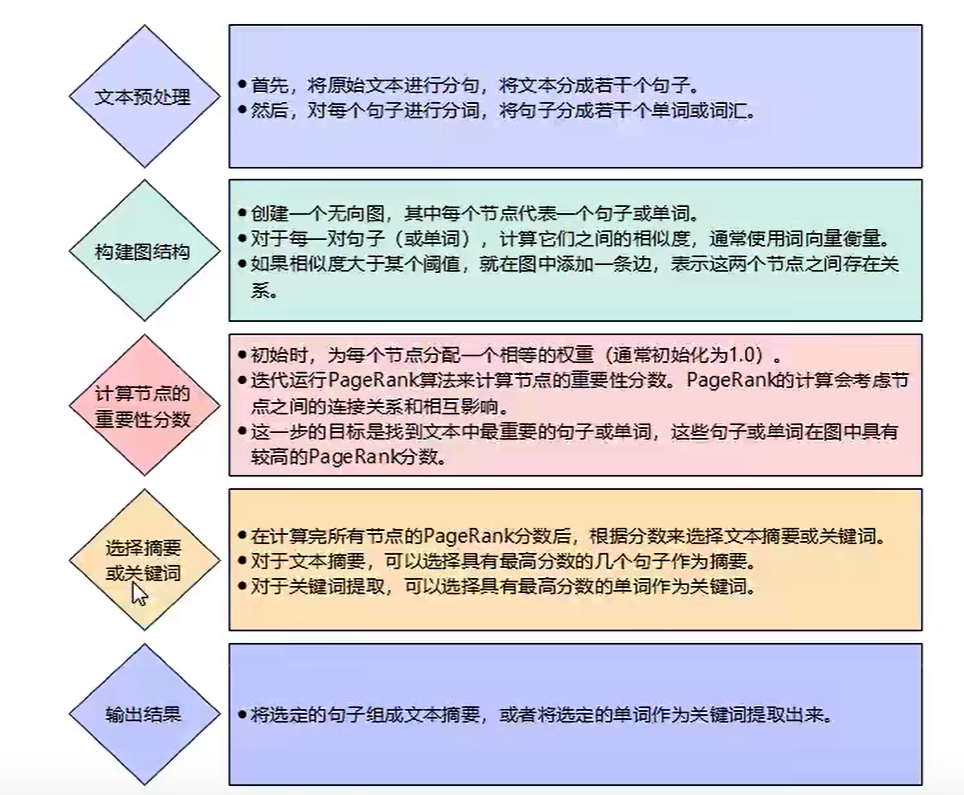 文本预处理
●首先，将原始文本进行分句，将文本分成若干个句子。
●然后，对每个句子进行分词，将句子分成若干个单词或词汇。
构建图结构
●创建一个无向图，其中每个节点代表一个句子或单词。
●对于每一对句子（或单词），计算它们之间的相似度，通常使用词向量衡量。
●如果相似度大于某个阈值，就在图中添加一条边，表示这两个节点之间存在关
系。
计算节点的
重要性分数
●初始时，为每个节点分配一个相等的权重（通常初始化为1.0）。
●迭代运行PageRank算法来计算节点的重要性分数。PageRank的计算会考虑节
点之间的连接关系和相互影响。
●这一步的目标是找到文本中最重要的句子或单词，这些句子或单词在图中具有
较高的PageRank分数。
选择摘要
或关键词
●在计算完所有节点的PageRank分数后，根据分数来选择文本摘要或关键词。
●对于文本摘要，可以选择具有最高分数的几个句子作为摘要。
●对于关键词提取，可以选择具有最高分数的单词作为关键词。
输出结果
●将选定的句子组成文本摘要，或者将选定的单词作为关键词提取出来。